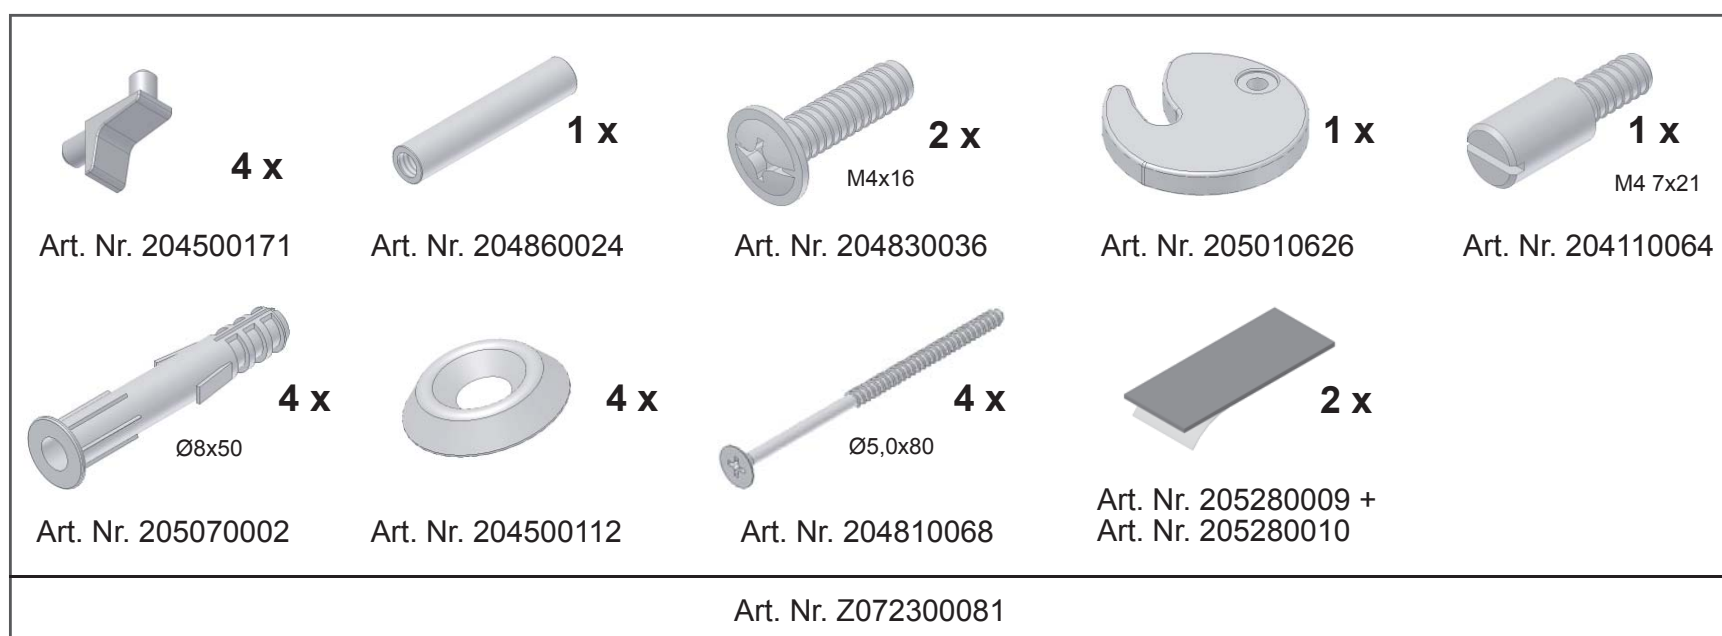 4 x
1 x
2 x
M4x16
1 x
1 x
M4 7x21
Art. Nr. 204500171
Art. Nr. 204860024
Art. Nr. 204830036
Art. Nr. 205010626
Art. Nr. 204110064
4 x
Ø8x50
4 x
4 x
Ø5,0x80
2 x
Art. Nr. 205070002
Art. Nr. 204500112
Art. Nr. 204810068
Art. Nr. 205280009 +
Art. Nr. 205280010
Art. Nr. Z072300081